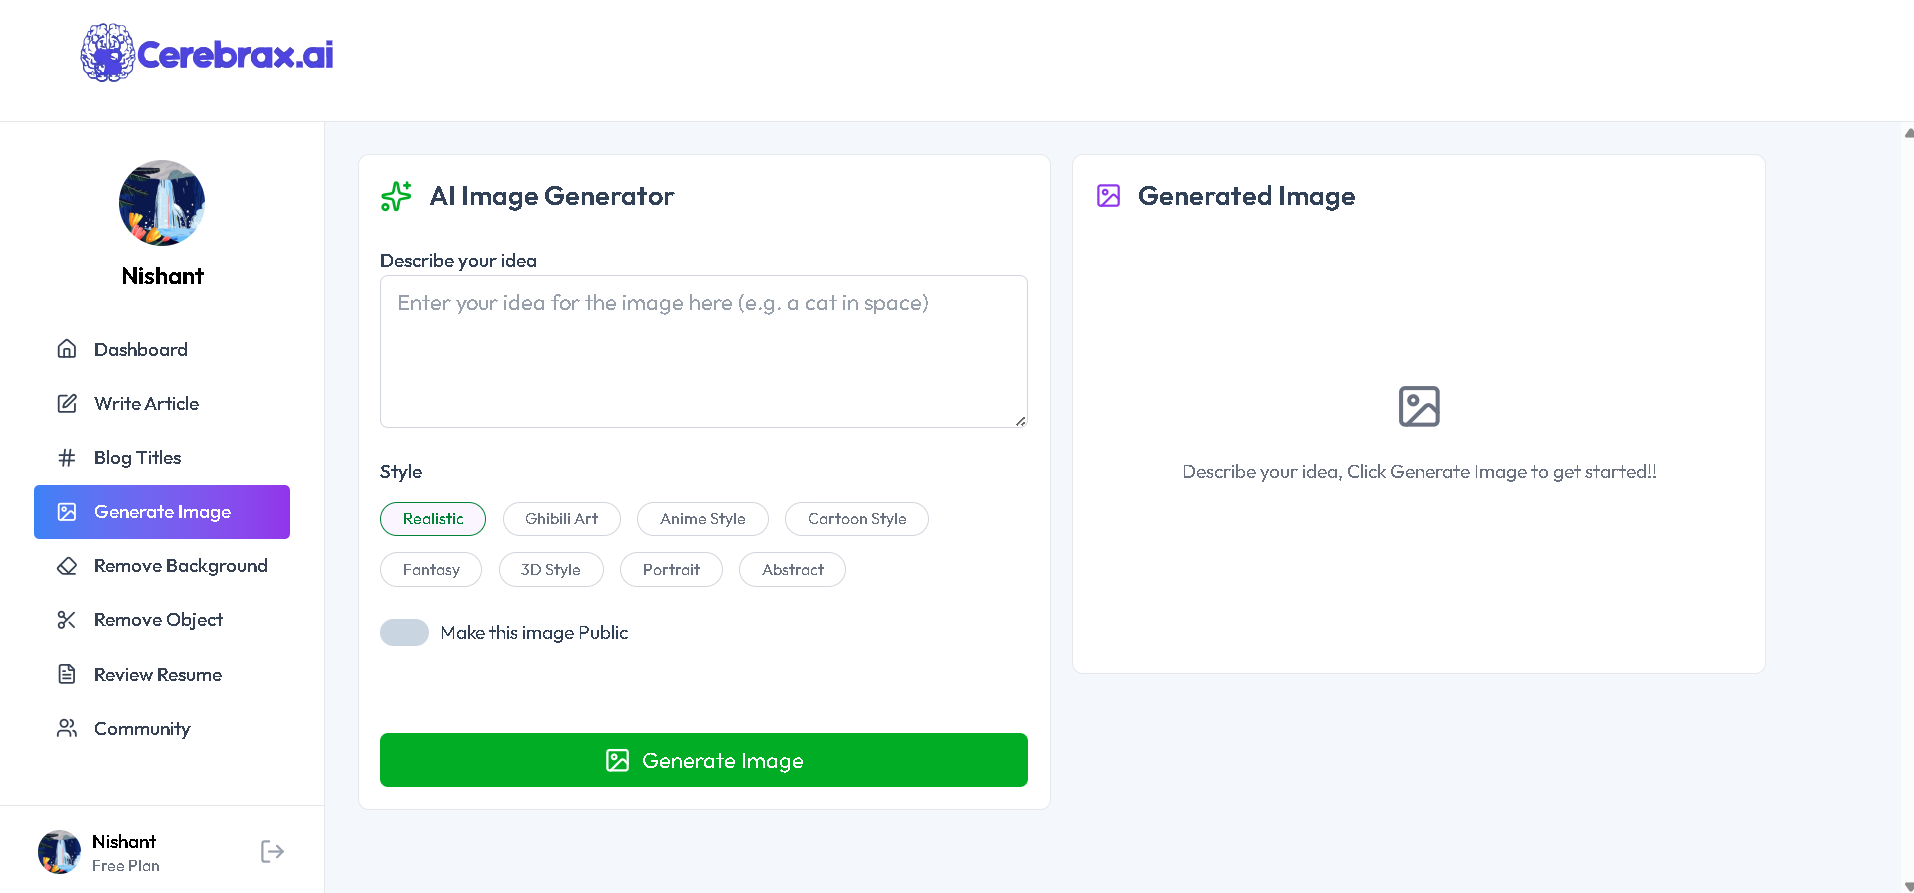 Cerebrax.ai
Nishant
Dashboard
Write Article
Blog Titles
Generate Image
Remove Background
Remove Object
Review Resume
Community
Nishant
Free Plan
AI Image Generator
Describe your idea
Enter your idea for the image here (e.g. a cat in space)
Style
Realistic Ghibili Art Anime Style Cartoon Style
Fantasy 3D Style Portrait Abstract
Make this image Public
Generate Image
Generated Image
Describe your idea, Click Generate Image to get started!!